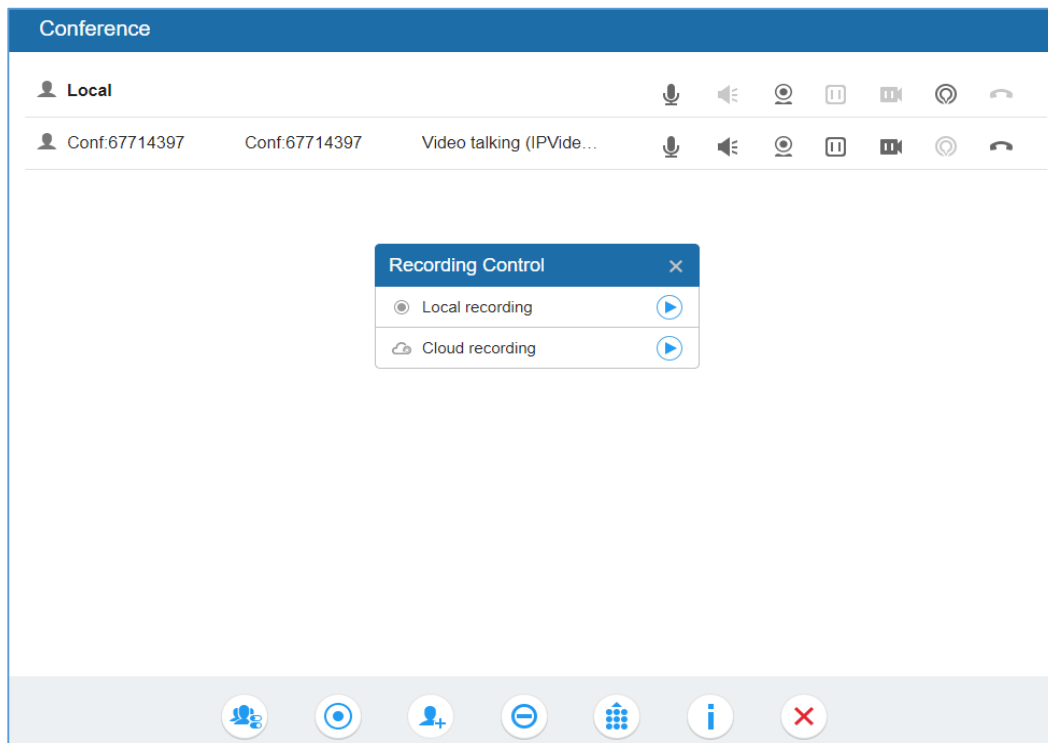 Conference
Local
Conf:67714397 Conf:67714397 Video talking (IPVide…
Recording Control
Local recording
Cloud recording